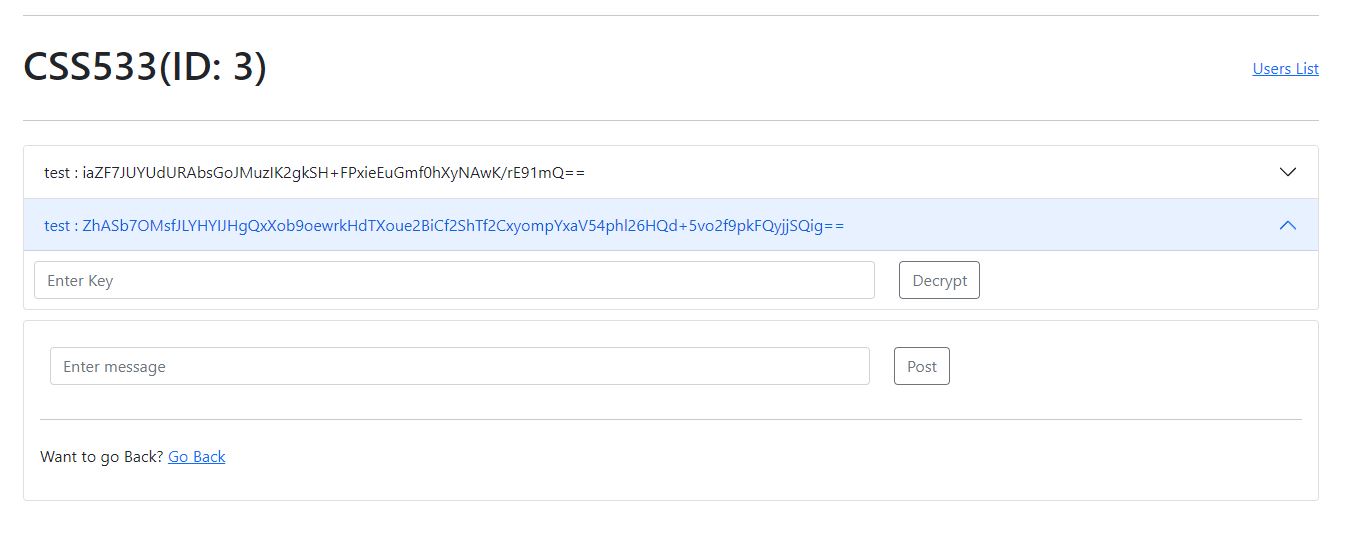 CSS533(ID: 3)
Users List
test : iaZF7JUYUdURAbsGoJMuzIK2gkSH+FPxieEuGmf0hXyNAwK/rE91mQ==
test : ZhASb7OMsfJLYHYIJHgQxXob9oewrkHdTXoue2BiCf2ShTf2CxyompYxaV54phl26HQd+5vo2f9pkFQyjjSQig==
Enter Key
Decrypt
Enter message
Post
Want to go Back? Go Back